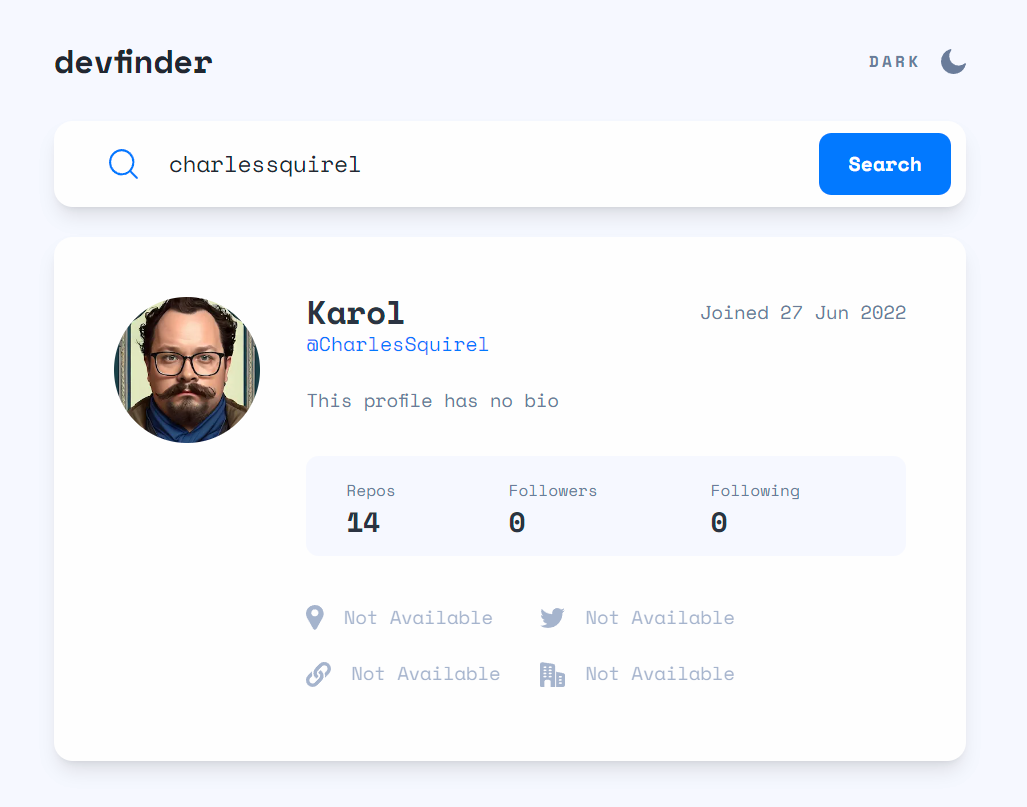 devfinder
DARK
charlessquirel
Search
Karol
Joined 27 Jun 2022
@CharlesSquirel
This profile has no bio
Repos Followers Following
14 0 0
Not Available Not Available
Not Available Not Available